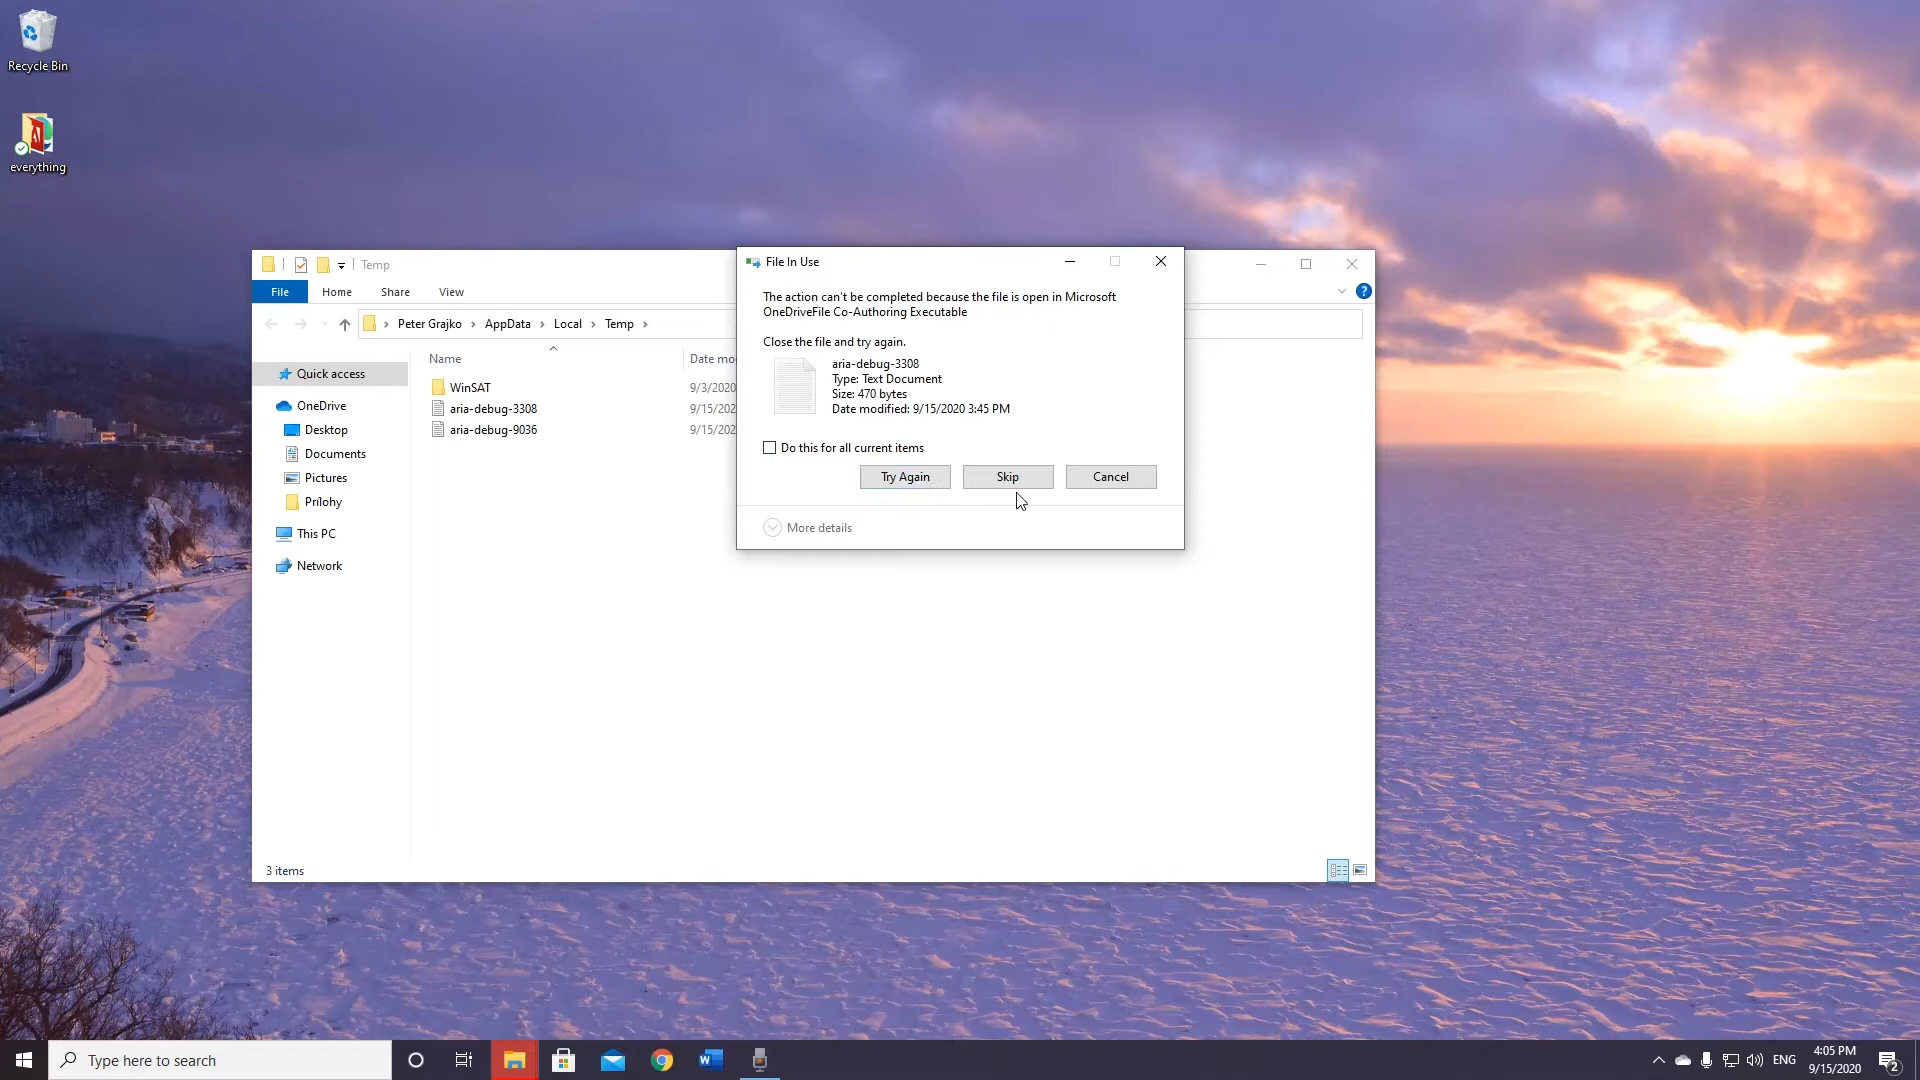 Recycle Bin
everything
Temp
File
Home
Share
View
Peter Grajko
AppData
Local
Temp
Name
Date mo
WinSAT
9/3/2020
aria-debug-3308
9/15/202
aria-debug-9036
9/15/202
Quick access
OneDrive
Desktop
Documents
Pictures
Prílohy
This PC
Network
3 items
File In Use
The action can't be completed because the file is open in Microsoft
OneDriveFile Co-Authoring Executable
Close the file and try again.
aria-debug-3308
Type: Text Document
Size: 470 bytes
Date modified: 9/15/2020 3:45 PM
Do this for all current items
Try Again
Skip
Cancel
More details
Type here to search
ENG
4:05 PM
9/15/2020
2